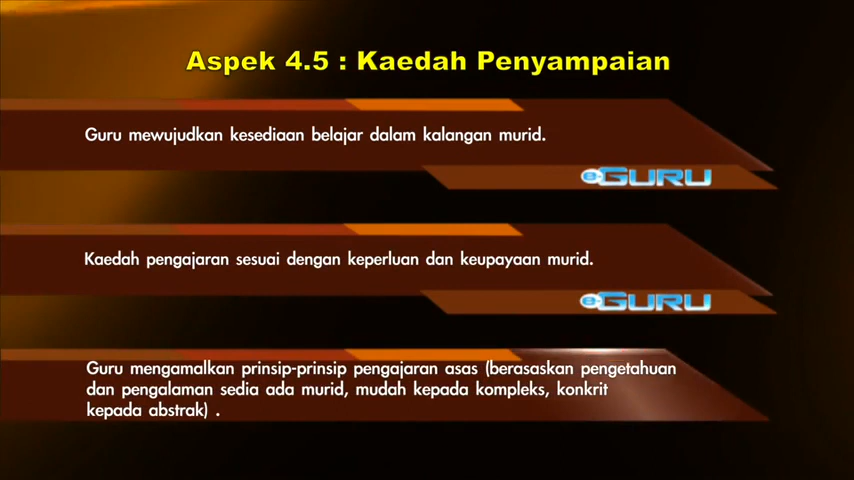 Aspek 4.5 : Kaedah Penyampaian
Guru mewujudkan kesediaan belajar dalam kalangan murid.
e-GURU
Kaedah pengajaran sesuai dengan keperluan dan keupayaan murid.
e-GURU
Guru mengamalkan prinsip-prinsip pengajaran asas (berasaskan pengetahuan
dan pengalaman sedia ada murid, mudah kepada kompleks, konkrit
kepada abstrak) .